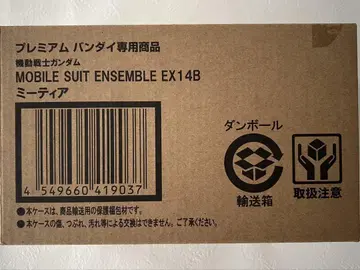 プレミアム バンダイ専用商品
機動戦士ガンダム
MOBILE SUIT ENSEMBLE EX14B
ミーティア
4 549660 419037
ダンボール
輸送箱
取扱注意
●本ケースは、商品輸送用の保護梱包材です。
●本ケースの傷、つぶれ、汚れ等による交換はできません。ご了承ください。